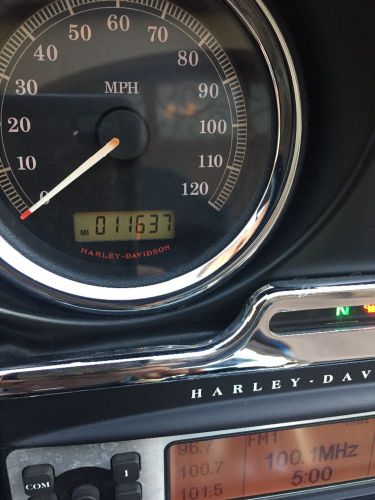 60
50
70
40
80
30
MPH
90
20
100
10
110
0
120
MI 011637
HARLEY-DAVIDSON
N
HARLEY-DAV
96.7 FM1
100.7 100.1MHz
101.5 5:00
COM 1